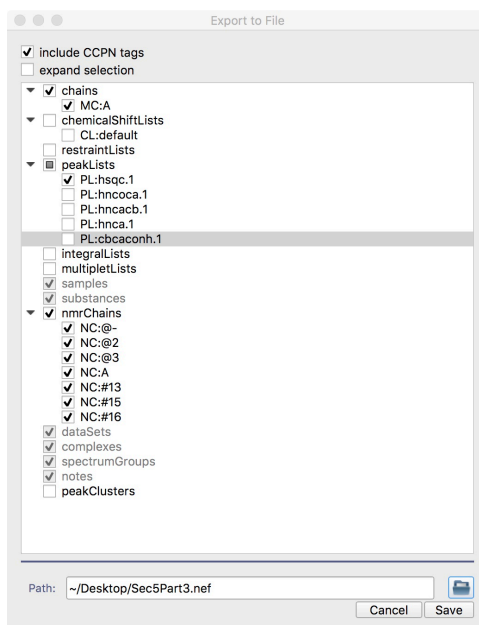 Export to File
include CCPN tags
expand selection
chains
MC:A
chemicalShiftLists
CL:default
restraintLists
peakLists
PL:hsqc.1
PL:hncoca.1
PL:hncacb.1
PL:hnca.1
PL:cbcaconh.1
integralLists
multipletLists
samples
substances
nmrChains
NC:@-
NC:@2
NC:@3
NC:A
NC:#13
NC:#15
NC:#16
dataSets
complexes
spectrumGroups
notes
peakClusters
Path: ~/Desktop/Sec5Part3.nef
Cancel Save